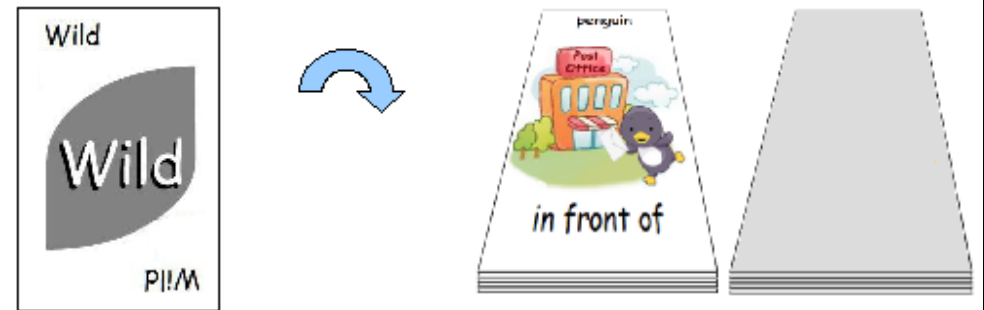 Wild
Wild
Wild
penguin
Post
Office
in front of